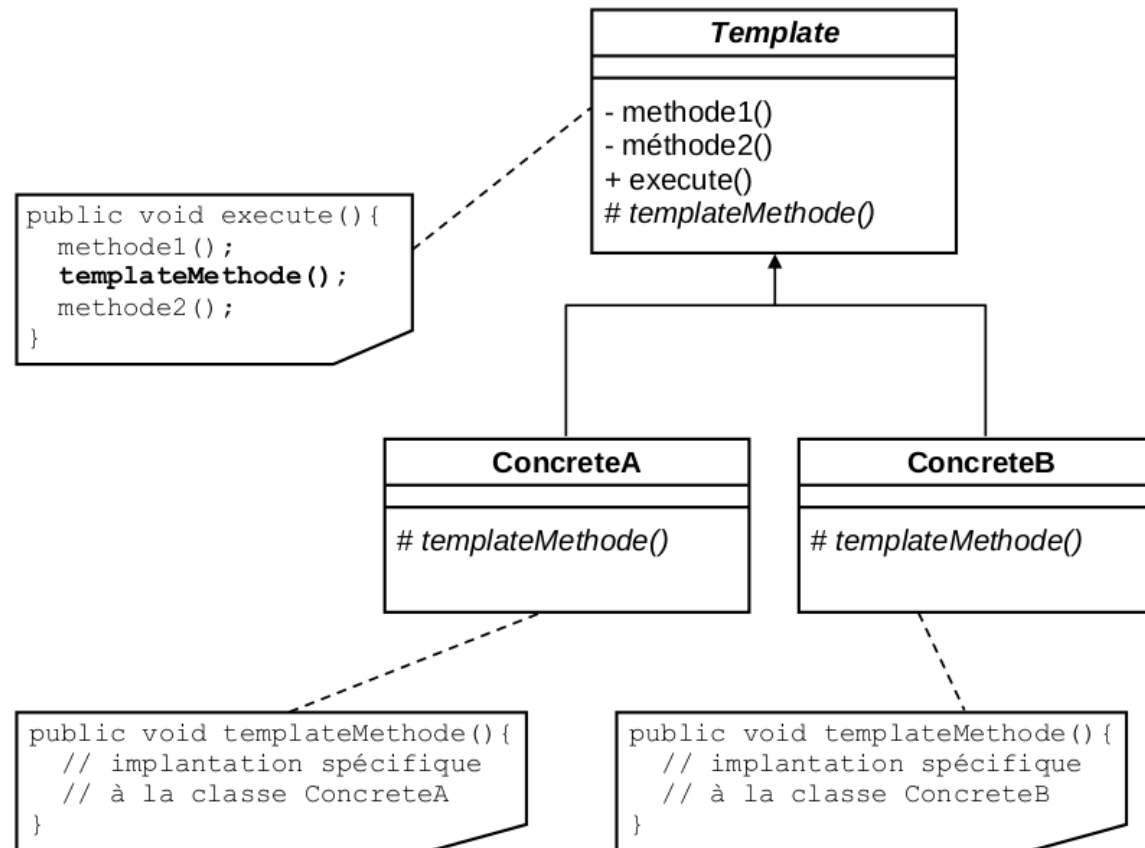 Template
- methode1()
- méthode2()
+ execute()
# templateMethode()
public void execute(){
methode1();
templateMethode();
methode2();
}
ConcreteA
# templateMethode()
ConcreteB
# templateMethode()
public void templateMethode(){
// implantation spécifique
// à la classe ConcreteA
}
public void templateMethode(){
// implantation spécifique
// à la classe ConcreteB
}